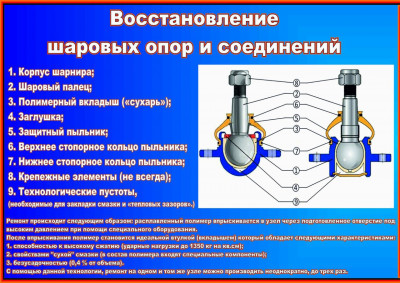 Восстановление
шаровых опор и соединений
1. Корпус шарнира;
2. Шаровый палец;
3. Полимерный вкладыш («сухарь»);
4. Заглушка;
5. Защитный пыльник;
6. Верхнее стопорное кольцо пыльника;
7. Нижнее стопорное кольцо пыльника;
8. Крепежные элементы (не всегда);
9. Технологические пустоты,
(необходимые для закладки смазки и «тепловых зазоров».)
8
2
6
5
3
7
1
4
9
Ремонт происходит следующим образом: расплавленный полимер впрыскивается в узел через подготовленное отверстие под
высоким давлением при помощи специального оборудования.
После впрыскивания полимер становится идеальной втулкой (вкладышем) который обладает следующими характеристиками:
1. способностью к высокому сжатию (ударные нагрузки до 1350 кг на кв.см);
2. свойствами "сухой" смазки (в состав полимера входят специальные компоненты);
3. безусадочностью (0,4 % от объема).
С помощью данной технологии, ремонт на одном и том же узле можно производить неоднократно, до трех раз.